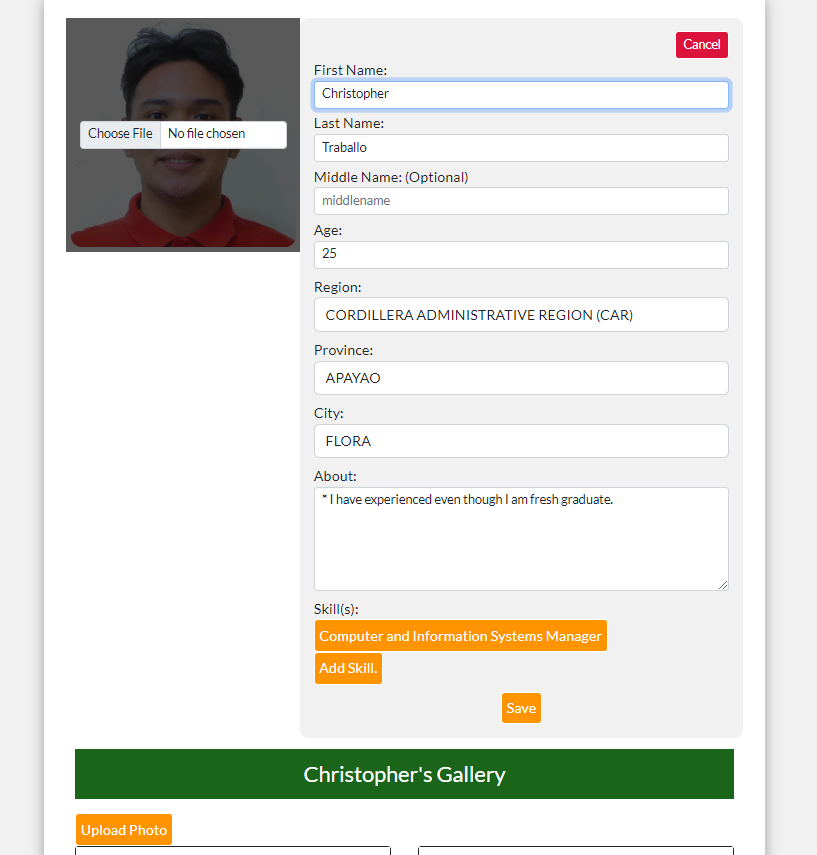 Cancel
First Name:
Christopher
Choose File No file chosen
Last Name:
Traballo
Middle Name: (Optional)
middlename
Age:
25
Region:
CORDILLERA ADMINISTRATIVE REGION (CAR)
Province:
APAYAO
City:
FLORA
About:
* I have experienced even though I am fresh graduate.
Skill(s):
Computer and Information Systems Manager
Add Skill.
Save
Christopher's Gallery
Upload Photo